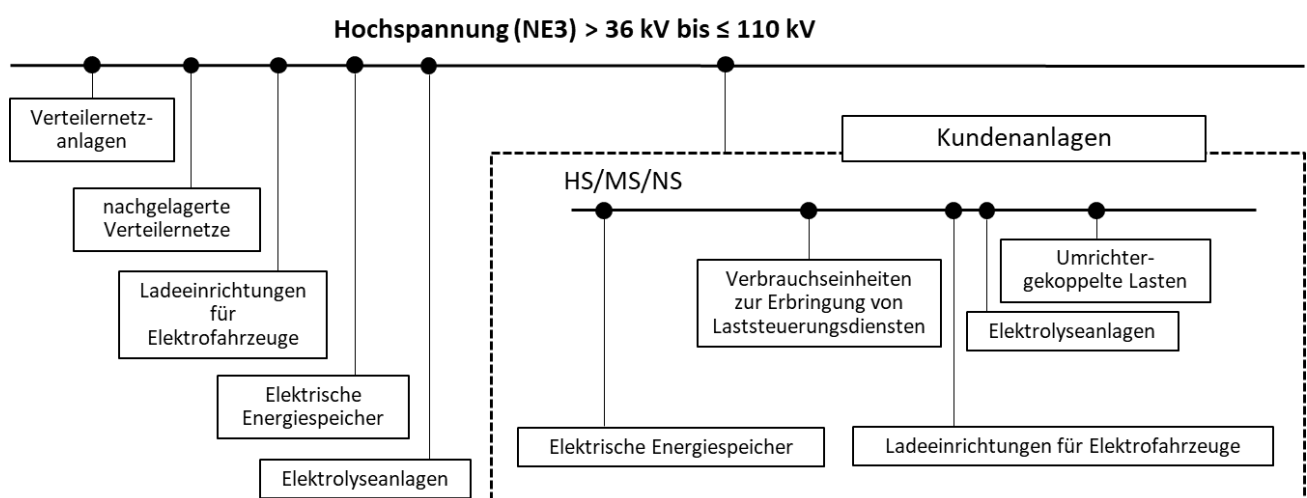 Hochspannung (NE3) > 36 kV bis ≤ 110 kV
Verteilernetz-
anlagen
nachgelagerte
Verteilernetze
Ladeeinrichtungen
für
Elektrofahrzeuge
Elektrische
Energiespeicher
Elektrolyseanlagen
Kundenanlagen
HS/MS/NS
Elektrische Energiespeicher
Verbrauchseinheiten
zur Erbringung von
Laststeuerungsdiensten
Ladeeinrichtungen für Elektrofahrzeuge
Elektrolyseanlagen
Umrichter-
gekoppelte Lasten